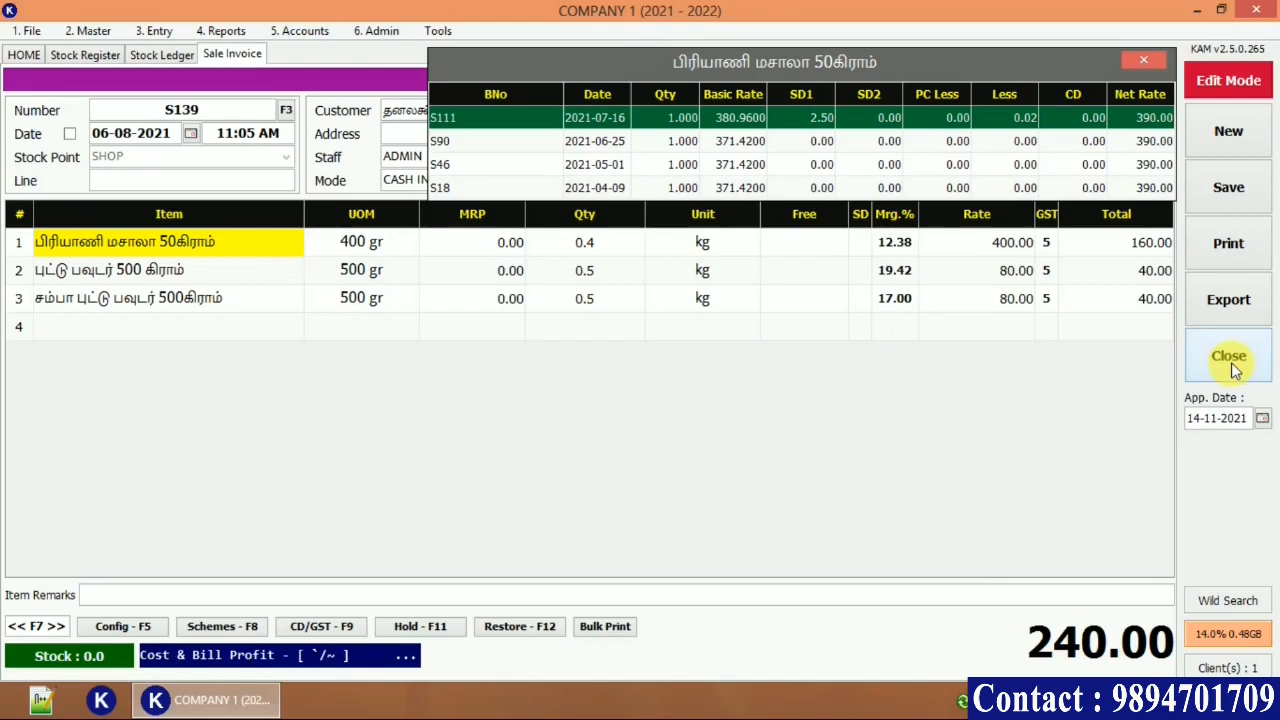 COMPANY 1 (2021 - 2022)
1. File 2. Master 3. Entry 4. Reports 5. Accounts 6. Admin Tools
HOME Stock Register Stock Ledger Sale Invoice
KAM v2.5.0.265
பிரியாணி மசாலா 50கிராம்
BNo Date Qty Basic Rate SD1 SD2 PC Less Less CD Net Rate
S111 2021-07-16 1.000 380.9600 2.50 0.00 0.00 0.02 0.00 390.00
S90 2021-06-25 1.000 371.4200 0.00 0.00 0.00 0.00 0.00 390.00
S46 2021-05-01 1.000 371.4200 0.00 0.00 0.00 0.00 0.00 390.00
S18 2021-04-09 1.000 371.4200 0.00 0.00 0.00 0.00 0.00 390.00
Number S139 F3 Customer
Date 06-08-2021 11:05 AM Address
Stock Point SHOP Staff ADMIN
Line Mode CASH IN
# Item UOM MRP Qty Unit Free SD Mrg.% Rate GST Total
1 பிரியாணி மசாலா 50கிராம் 400 gr 0.00 0.4 kg 12.38 400.00 5 160.00
2 புட்டு பவுடர் 500 கிராம் 500 gr 0.00 0.5 kg 19.42 80.00 5 40.00
3 சம்பா புட்டு பவுடர் 500கிராம் 500 gr 0.00 0.5 kg 17.00 80.00 5 40.00
4
Edit Mode
New
Save
Print
Export
Close
App. Date :
14-11-2021
Item Remarks
<< F7 >> Config - F5 Schemes - F8 CD/GST - F9 Hold - F11 Restore - F12 Bulk Print
240.00
Stock : 0.0 Cost & Bill Profit - [ `/~ ] ...
Wild Search
14.0% 0.48GB
Client(s) : 1
K COMPANY 1 (202...
Contact : 9894701709